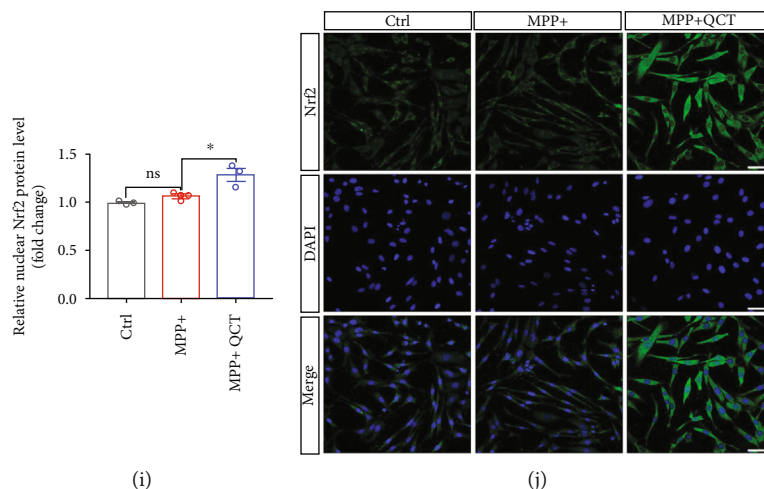 Relative nuclear Nrf2 protein level
(fold change)
1.5
1.0
0.5
0.0
ns
*
Ctrl
MPP+
MPP+ QCT
(i)
Ctrl
MPP+
MPP+QCT
Nrf2
DAPI
Merge
(j)